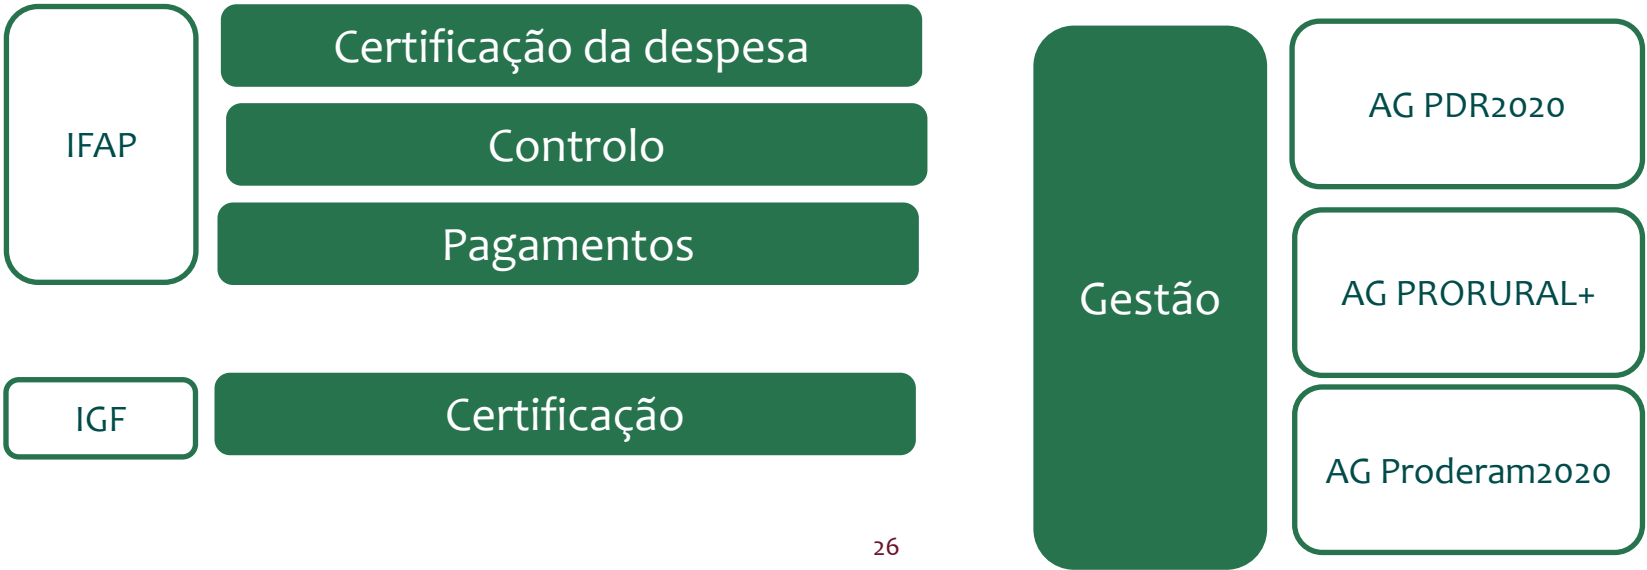 IFAP
Certificação da despesa
Controlo
Pagamentos
IGF
Certificação
Gestão
AG PDR2020
AG PRORURAL+
AG Proderam2020
26